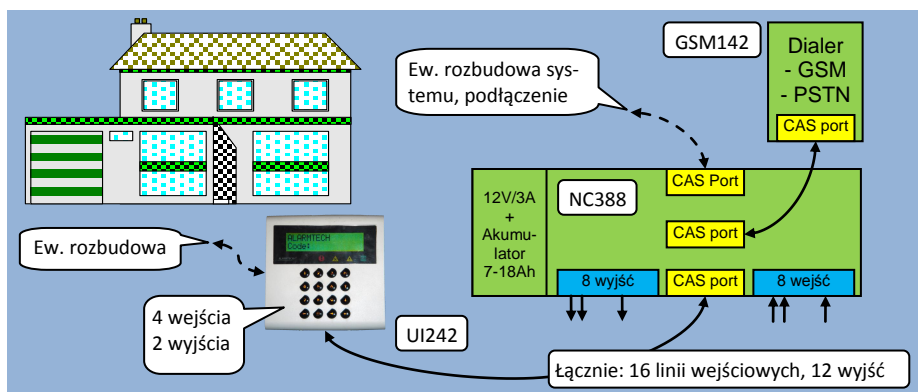 GSM142
Dialer
- GSM
- PSTN
CAS port
Ew. rozbudowa sys-
temu, podłączenie
12V/3A
+
Akumu-
lator
7-18Ah
NC388
CAS Port
CAS port
8 wyjść
CAS port
8 wejść
Ew. rozbudowa
ALARMTECH
Code:
4 wejścia
2 wyjścia
UI242
Łącznie: 16 linii wejściowych, 12 wyjść